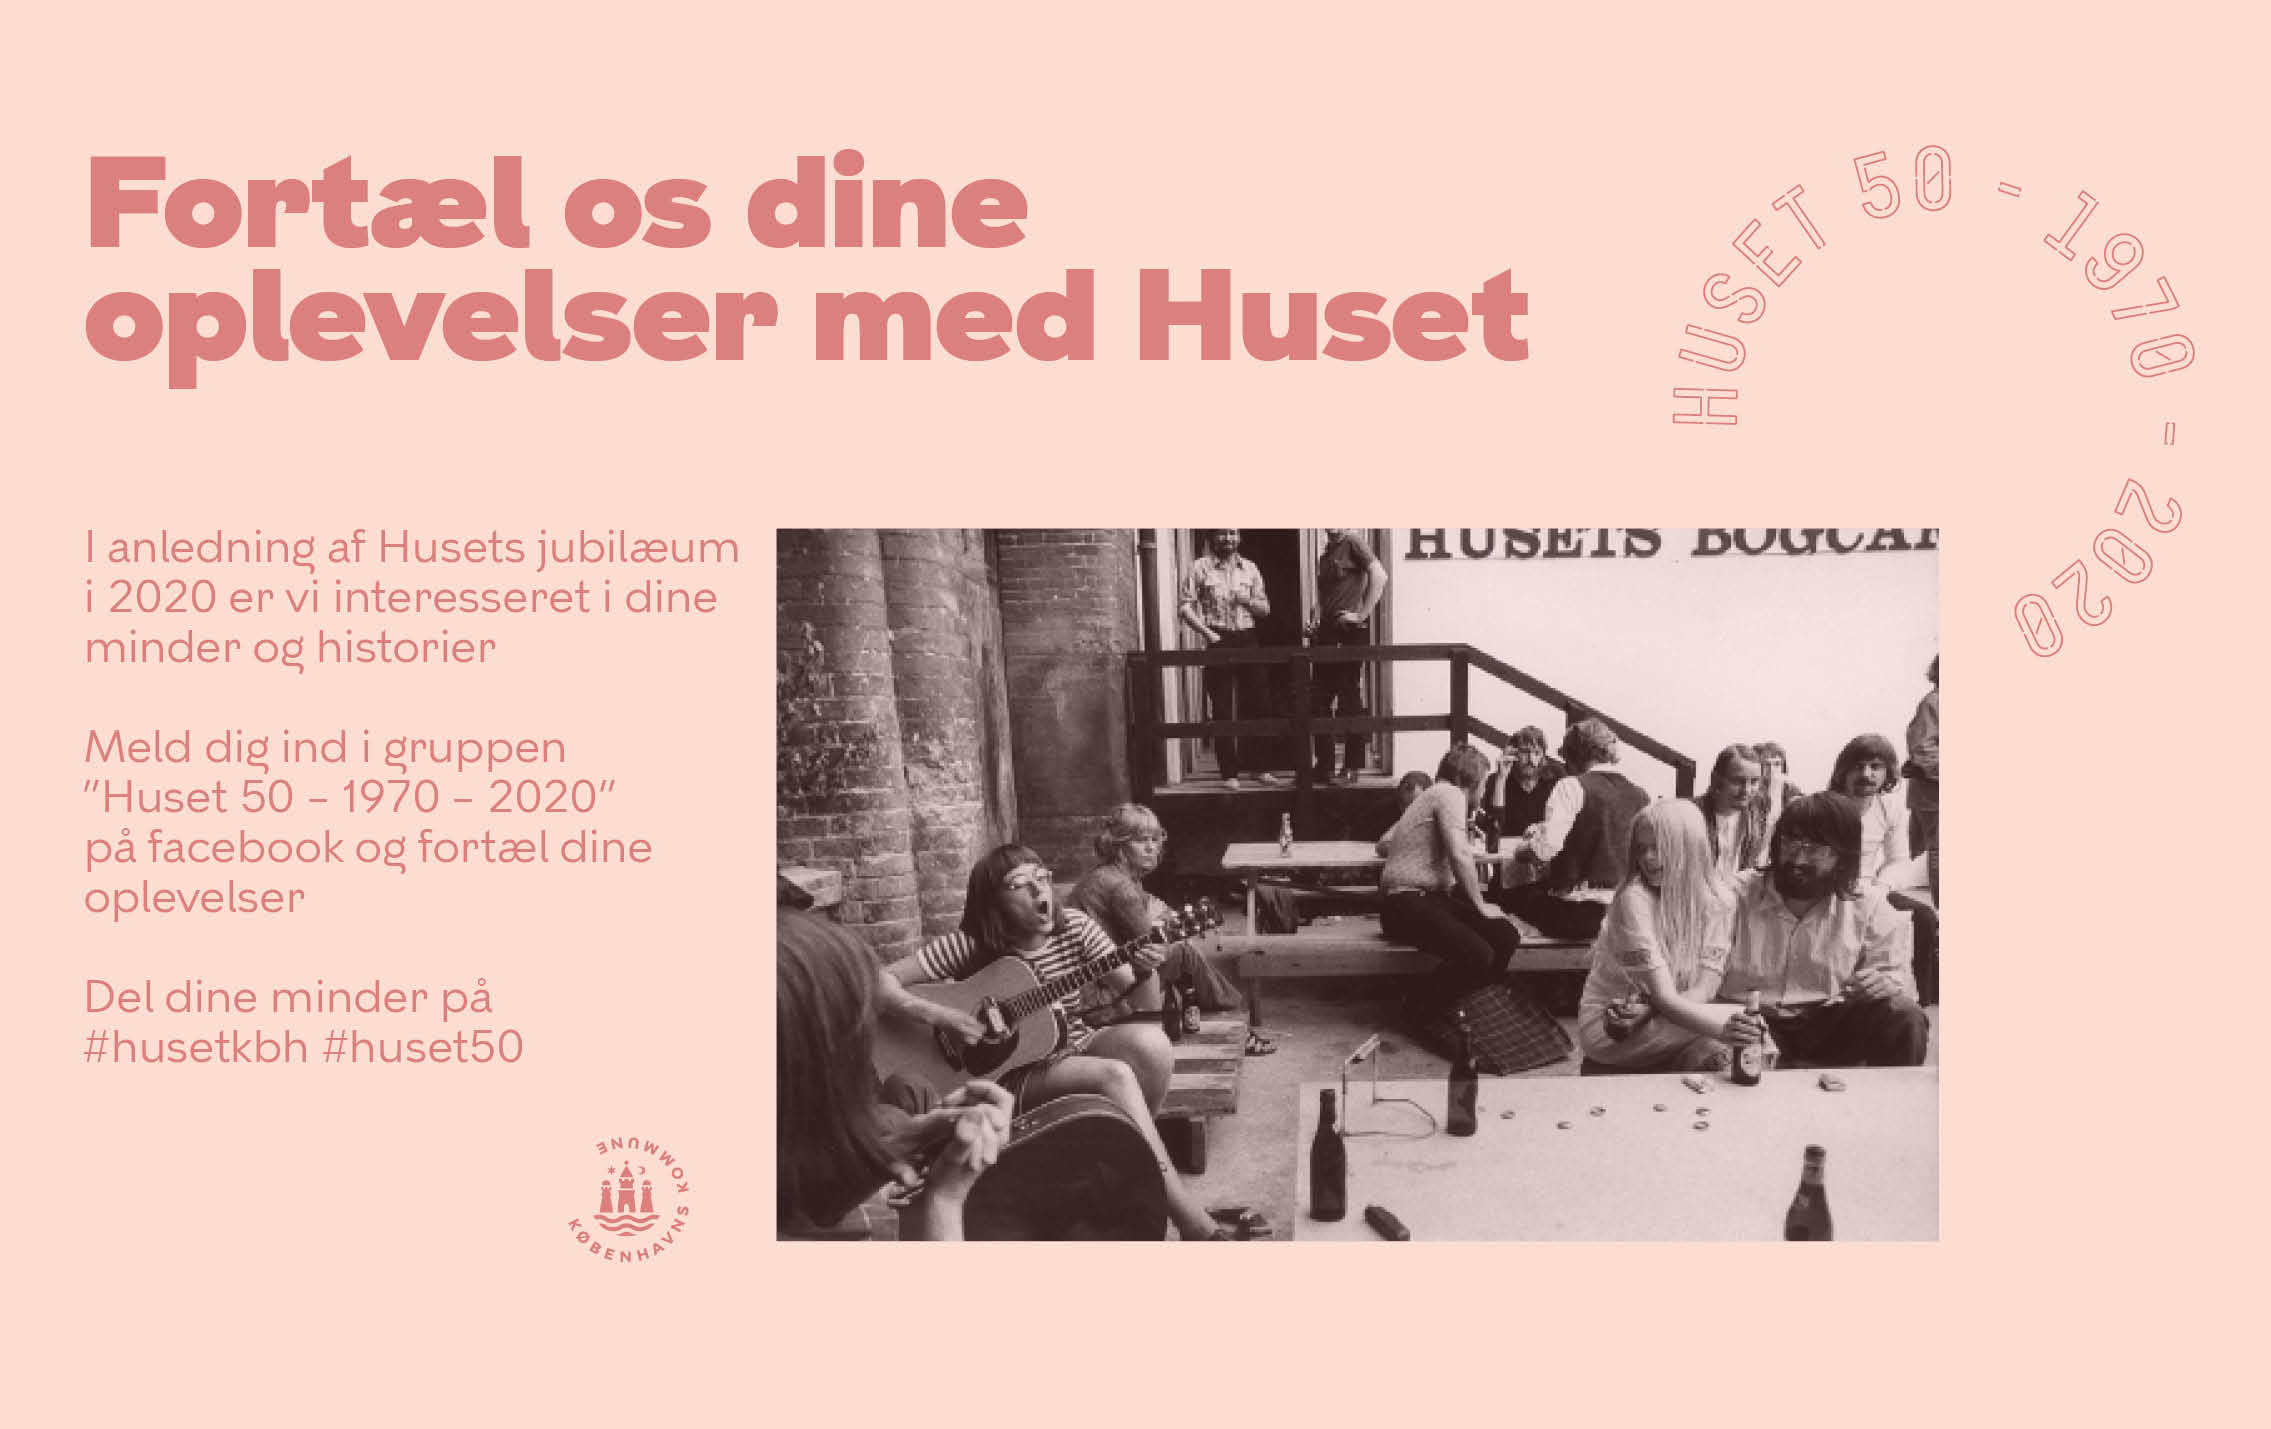 Fortæl os dine
oplevelser med Huset
HUSET 50 - 1970 - 2020
I anledning af Husets jubilæum
i 2020 er vi interesseret i dine
minder og historier
Meld dig ind i gruppen
"Huset 50 – 1970 – 2020"
på facebook og fortæl dine
oplevelser
Del dine minder på
#husetkbh #huset50
HUSETS BOGCAF
KØBENHAVNS KOMMUNE